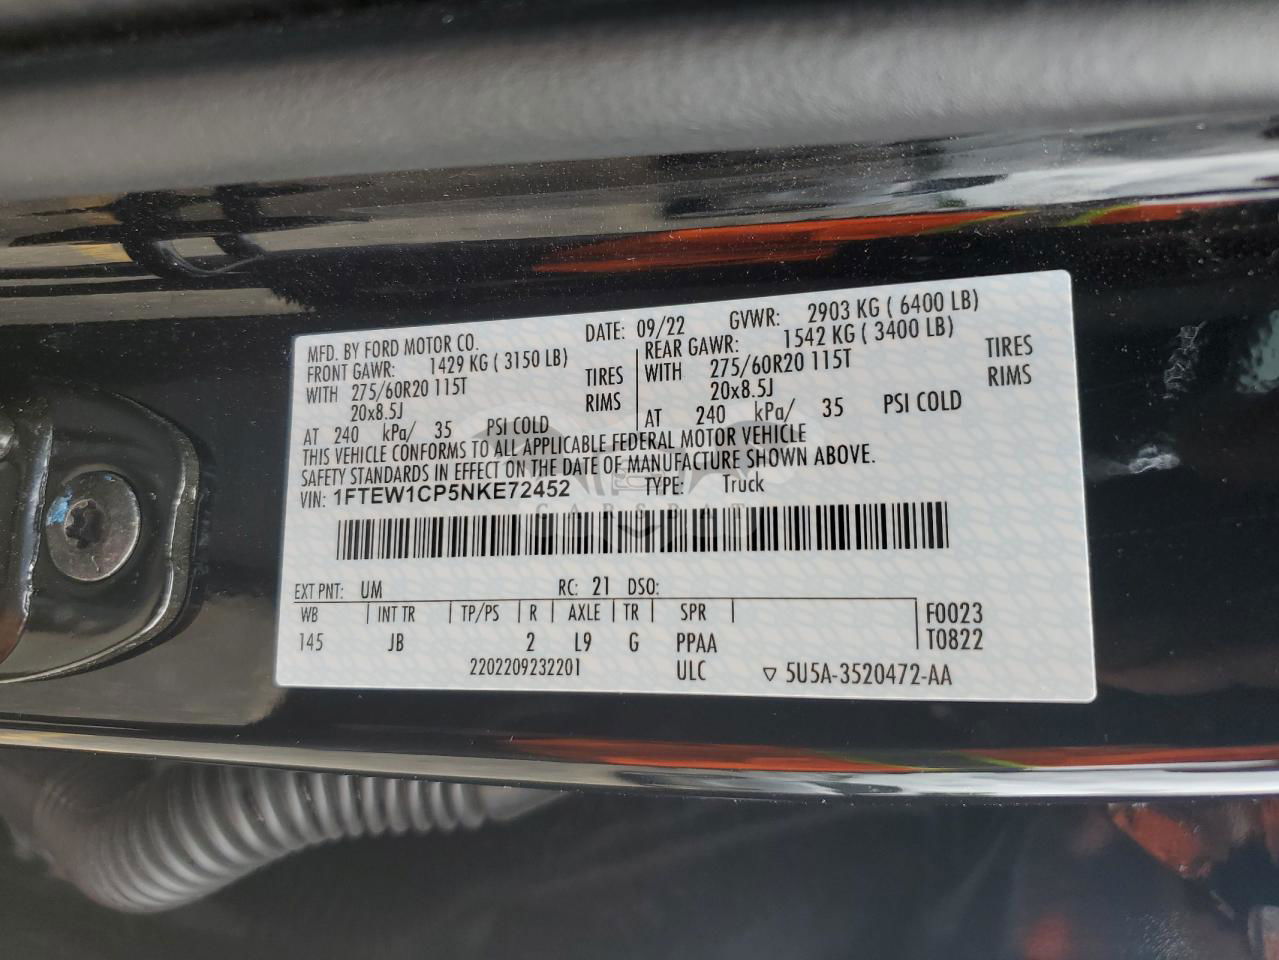 MFD. BY FORD MOTOR CO. DATE: 09/22 GVWR: 2903 KG ( 6400 LB)
FRONT GAWR: 1429 KG ( 3150 LB) REAR GAWR: 1542 KG ( 3400 LB)
WITH 275/60R20 115T TIRES WITH 275/60R20 115T TIRES
20x8.5J RIMS 20x8.5J RIMS
AT 240 kPa/ 35 PSI COLD AT 240 kPa/ 35 PSI COLD
THIS VEHICLE CONFORMS TO ALL APPLICABLE FEDERAL MOTOR VEHICLE
SAFETY STANDARDS IN EFFECT ON THE DATE OF MANUFACTURE SHOWN ABOVE.
VIN: 1FTEW1CP5NKE72452 TYPE: Truck
CARSPAT
EXT PNT: UM RC: 21 DSO:
WB INT TR TP/PS R AXLE TR SPR F0023
145 JB 2 L9 G PPAA T0822
2202209232201 ULC ▽ 5U5A-3520472-AA